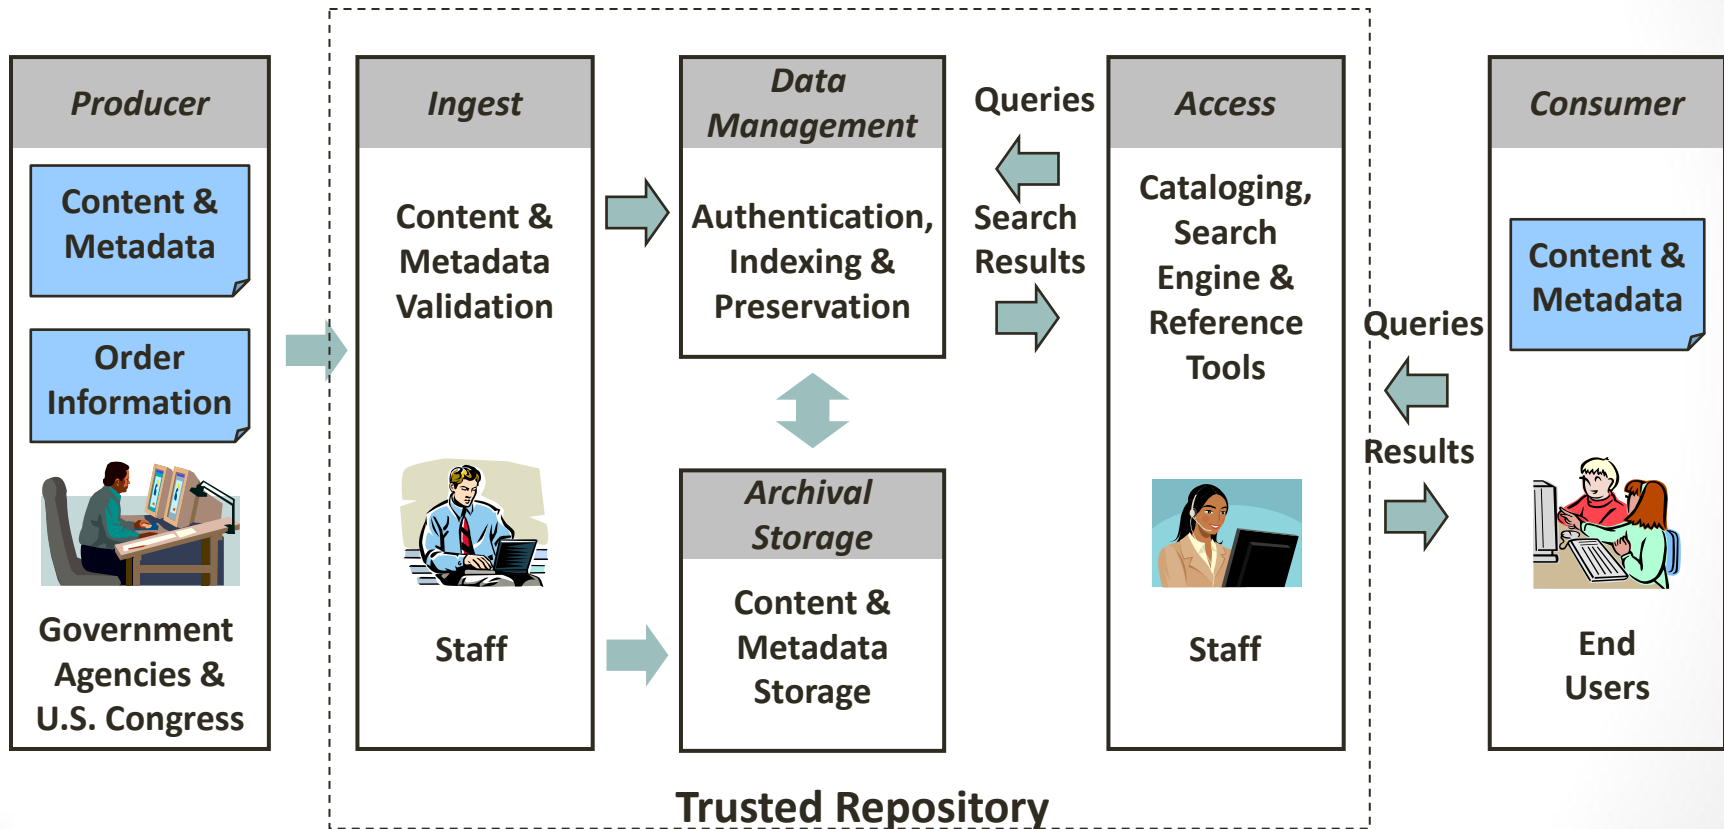 Producer
Content &
Metadata
Order
Information
Government
Agencies &
U.S. Congress
Ingest
Content &
Metadata
Validation
Staff
Data
Management
Authentication,
Indexing &
Preservation
Archival
Storage
Content &
Metadata
Storage
Queries
Search
Results
Access
Cataloging,
Search
Engine &
Reference
Tools
Staff
Queries
Results
Consumer
Content &
Metadata
End
Users
Trusted Repository